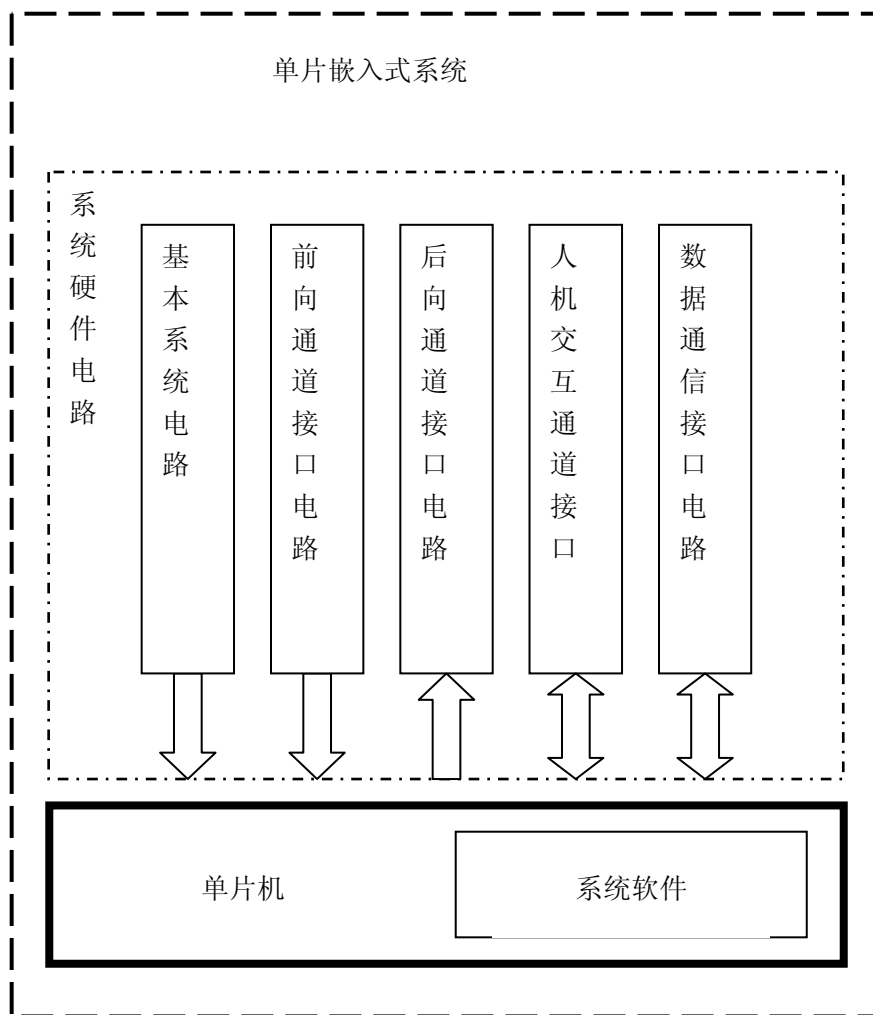 单片嵌入式系统
系统硬件电路
基本系统电路
前向通道接口电路
后向通道接口电路
人机交互通道接口
数据通信接口电路
单片机
系统软件